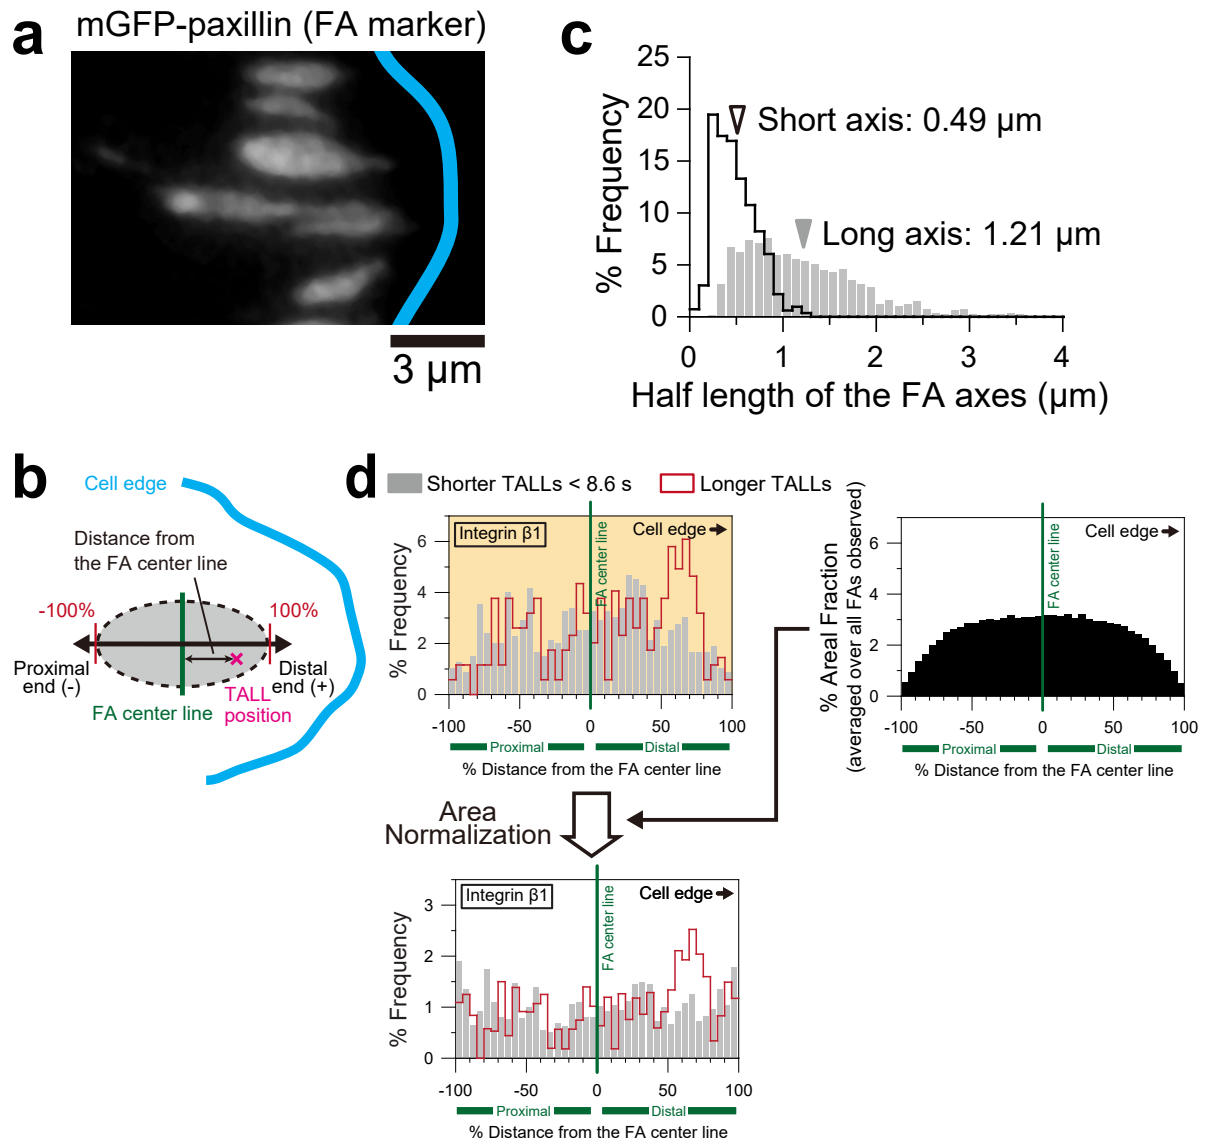 a
mGFP-paxillin (FA marker)
3 µm
c
% Frequency
25
20
15
10
5
0
Short axis: 0.49 µm
Long axis: 1.21 µm
0 1 2 3 4
Half length of the FA axes (µm)
b
Cell edge
Distance from
the FA center line
-100%
100%
Proximal
end (-)
Distal
end (+)
TALL
position
FA center line
d
Shorter TALLs < 8.6 s
Longer TALLs
Integrin β1
FA center line
Cell edge
% Frequency
6
4
2
0
-100 -50 0 50 100
Proximal Distal
% Distance from the FA center line
% Areal Fraction
(averaged over all FAs observed)
FA center line
Cell edge
6
4
2
0
-100 -50 0 50 100
Proximal Distal
% Distance from the FA center line
Area
Normalization
Integrin β1
FA center line
Cell edge
% Frequency
3
2
1
0
-100 -50 0 50 100
Proximal Distal
% Distance from the FA center line